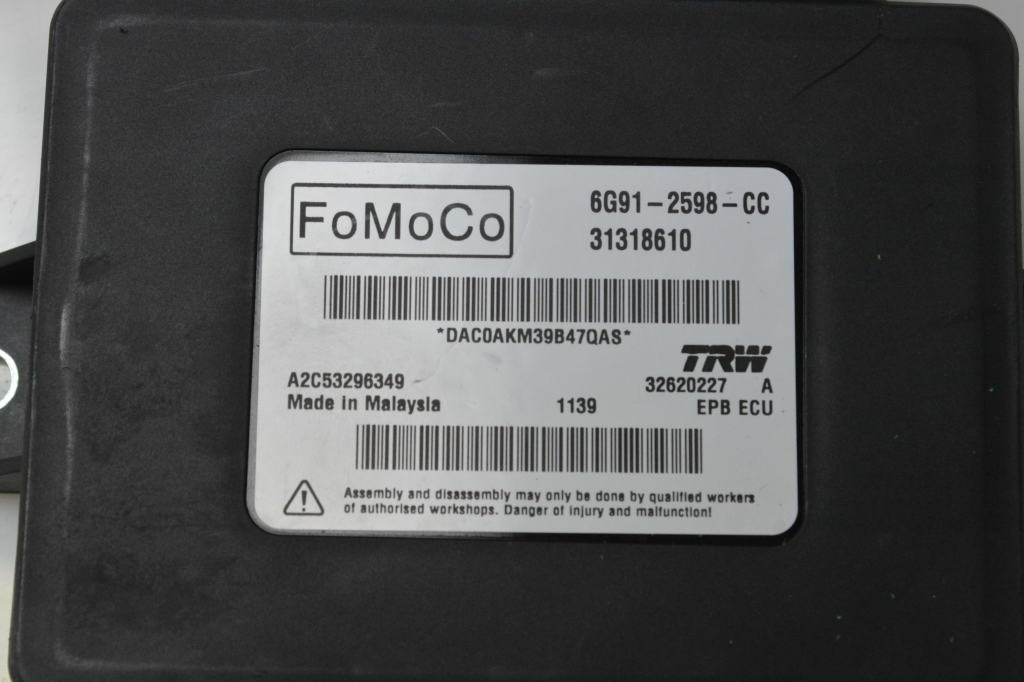 FoMoCo
6G91-2598-CC
31318610
*DAC0AKM39B47QAS*
TRW
A2C53296349
32620227 A
Made in Malaysia
1139
EPB ECU
Assembly and disassembly may only be done by qualified workers
of authorised workshops. Danger of injury and malfunction!